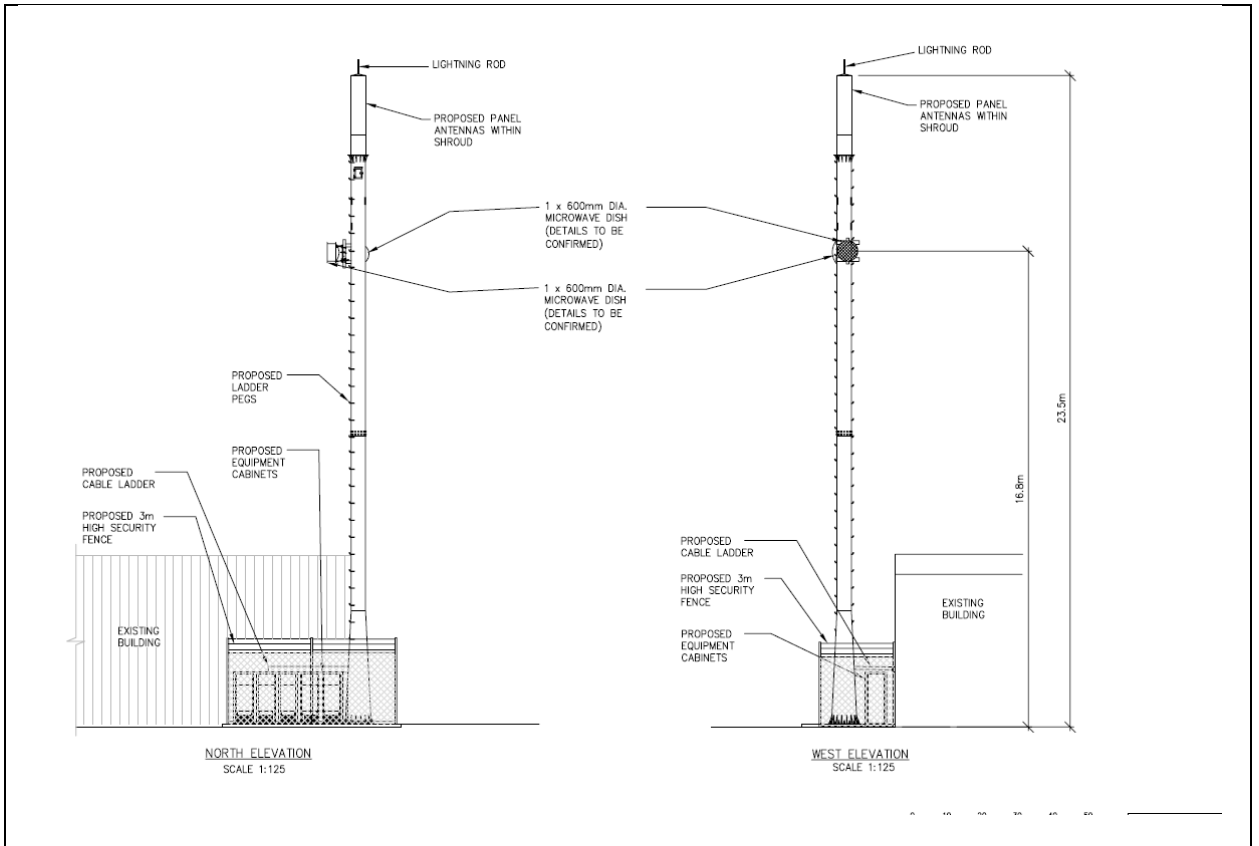 LIGHTNING ROD
PROPOSED PANEL
ANTENNAS WITHIN
SHROUD
1 x 600mm DIA.
MICROWAVE DISH
(DETAILS TO BE
CONFIRMED)
1 x 600mm DIA.
MICROWAVE DISH
(DETAILS TO BE
CONFIRMED)
PROPOSED
LADDER
PEGS
PROPOSED
EQUIPMENT
CABINETS
PROPOSED
CABLE LADDER
PROPOSED 3m
HIGH SECURITY
FENCE
EXISTING
BUILDING
NORTH ELEVATION
SCALE 1:125
LIGHTNING ROD
PROPOSED PANEL
ANTENNAS WITHIN
SHROUD
23.5m
16.8m
PROPOSED
CABLE LADDER
PROPOSED 3m
HIGH SECURITY
FENCE
PROPOSED
EQUIPMENT
CABINETS
EXISTING
BUILDING
WEST ELEVATION
SCALE 1:125